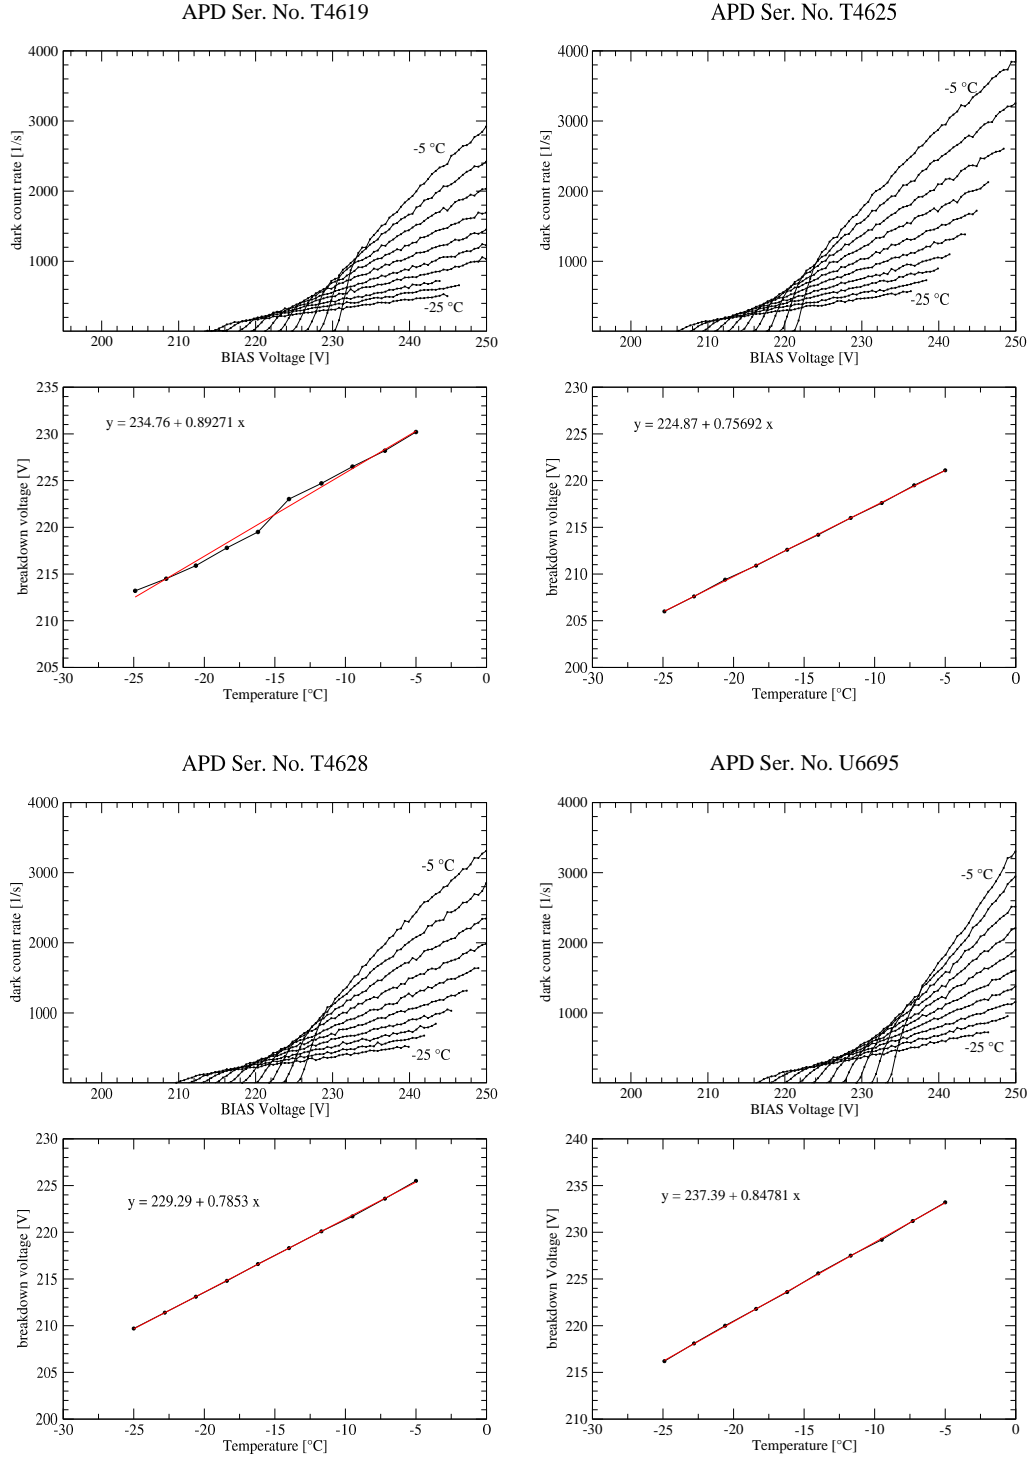 APD Ser. No. T4619
4000
3000
2000
1000
dark count rate [1/s]
-5 °C
-25 °C
200 210 220 230 240 250
BIAS Voltage [V]
235
230
225
220
215
210
205
breakdown voltage [V]
y = 234.76 + 0.89271 x
-30 -25 -20 -15 -10 -5 0
Temperature [°C]
APD Ser. No. T4625
4000
3000
2000
1000
dark count rate [1/s]
-5 °C
-25 °C
200 210 220 230 240 250
BIAS Voltage [V]
230
225
220
215
210
205
200
breakdown voltage [V]
y = 224.87 + 0.75692 x
-30 -25 -20 -15 -10 -5 0
Temperature [°C]
APD Ser. No. T4628
4000
3000
2000
1000
dark count rate [1/s]
-5 °C
-25 °C
200 210 220 230 240 250
BIAS Voltage [V]
230
225
220
215
210
205
200
breakdown voltage [V]
y = 229.29 + 0.7853 x
-30 -25 -20 -15 -10 -5 0
Temperature [°C]
APD Ser. No. U6695
4000
3000
2000
1000
dark count rate [1/s]
-5 °C
-25 °C
200 210 220 230 240 250
BIAS Voltage [V]
240
235
230
225
220
215
210
breakdown Voltage [V]
y = 237.39 + 0.84781 x
-30 -25 -20 -15 -10 -5 0
Temperature [°C]